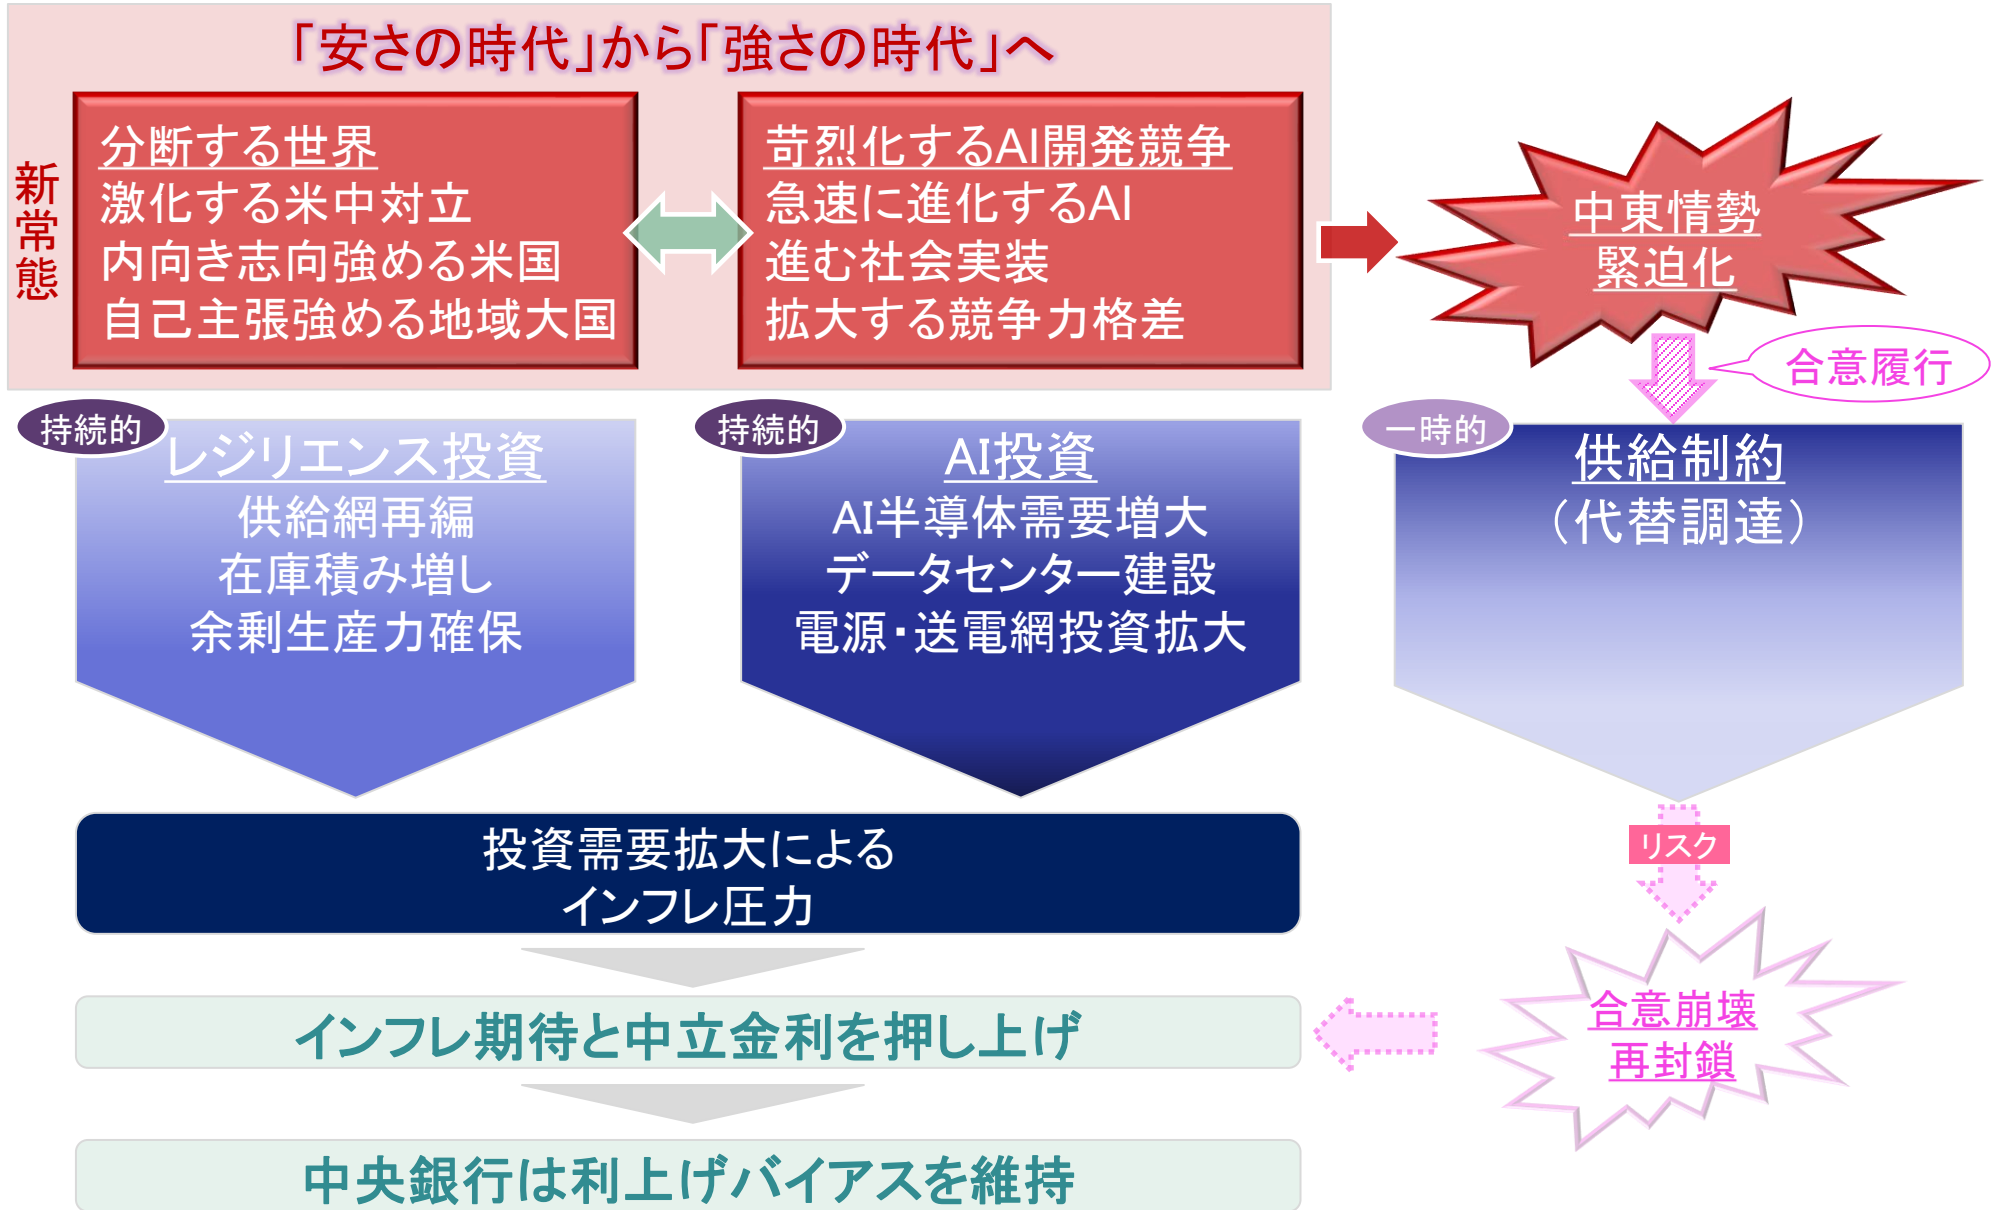 「安さの時代」から「強さの時代」へ
新常態
分断する世界
激化する米中対立
内向き志向強める米国
自己主張強める地域大国
苛烈化するAI開発競争
急速に進化するAI
進む社会実装
拡大する競争力格差
中東情勢
緊迫化
合意履行
持続的
レジリエンス投資
供給網再編
在庫積み増し
余剰生産力確保
持続的
AI投資
AI半導体需要増大
データセンター建設
電源・送電網投資拡大
一時的
供給制約
（代替調達）
投資需要拡大による
インフレ圧力
リスク
合意崩壊
再封鎖
インフレ期待と中立金利を押し上げ
中央銀行は利上げバイアスを維持